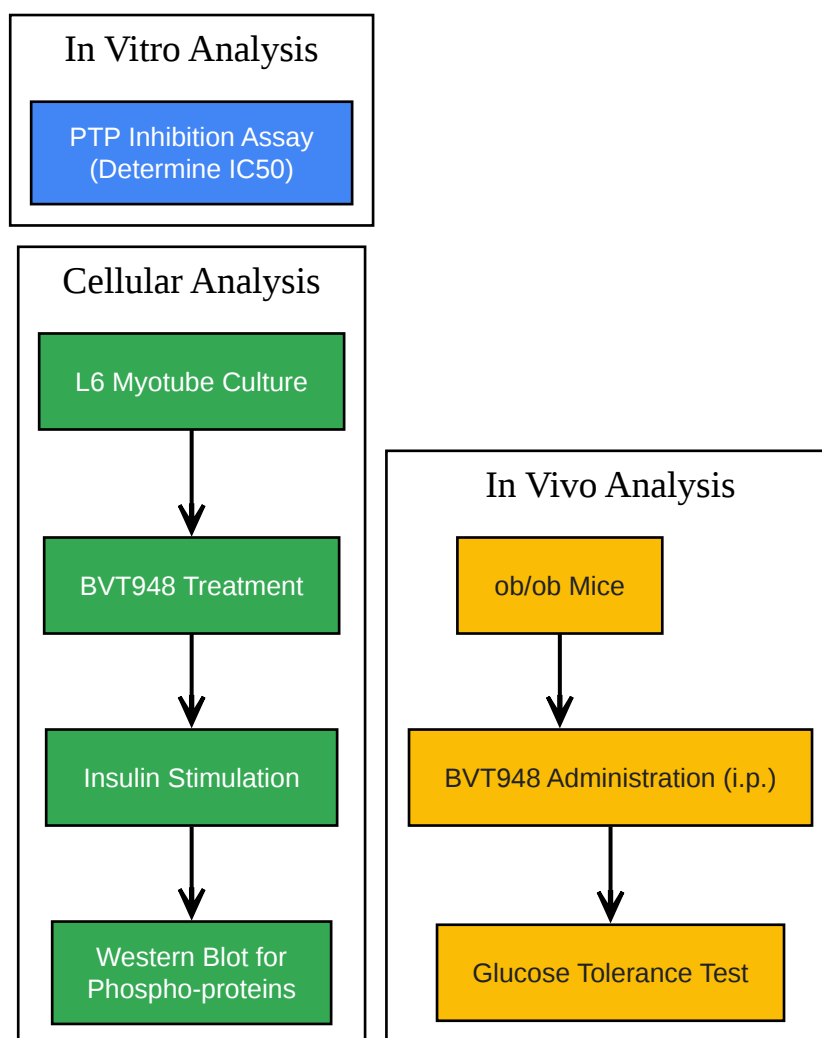 In Vitro Analysis
PTP Inhibition Assay
(Determine IC50)
Cellular Analysis
L6 Myotube Culture
BVT948 Treatment
Insulin Stimulation
Western Blot for
Phospho-proteins
In Vivo Analysis
ob/ob Mice
BVT948 Administration (i.p.)
Glucose Tolerance Test